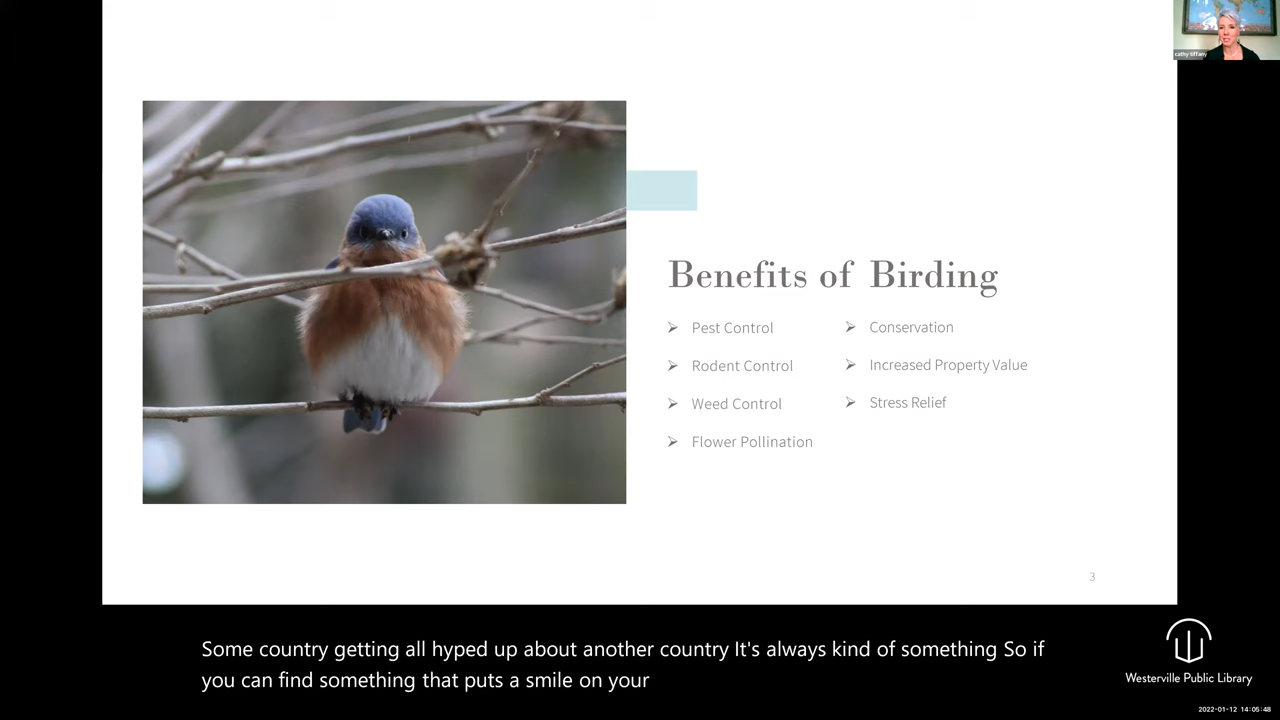 cathy tiffany
Benefits of Birding
➢ Pest Control
➢ Rodent Control
➢ Weed Control
➢ Flower Pollination
➢ Conservation
➢ Increased Property Value
➢ Stress Relief
3
Some country getting all hyped up about another country It's always kind of something So if
you can find something that puts a smile on your
Westerville Public Library
2022-01-12 14:05:48